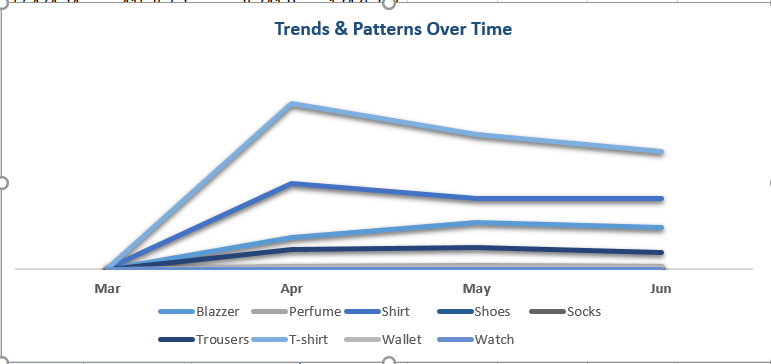 Trends & Patterns Over Time
Mar Apr May Jun
Blazzer Perfume Shirt Shoes Socks
Trousers T-shirt Wallet Watch